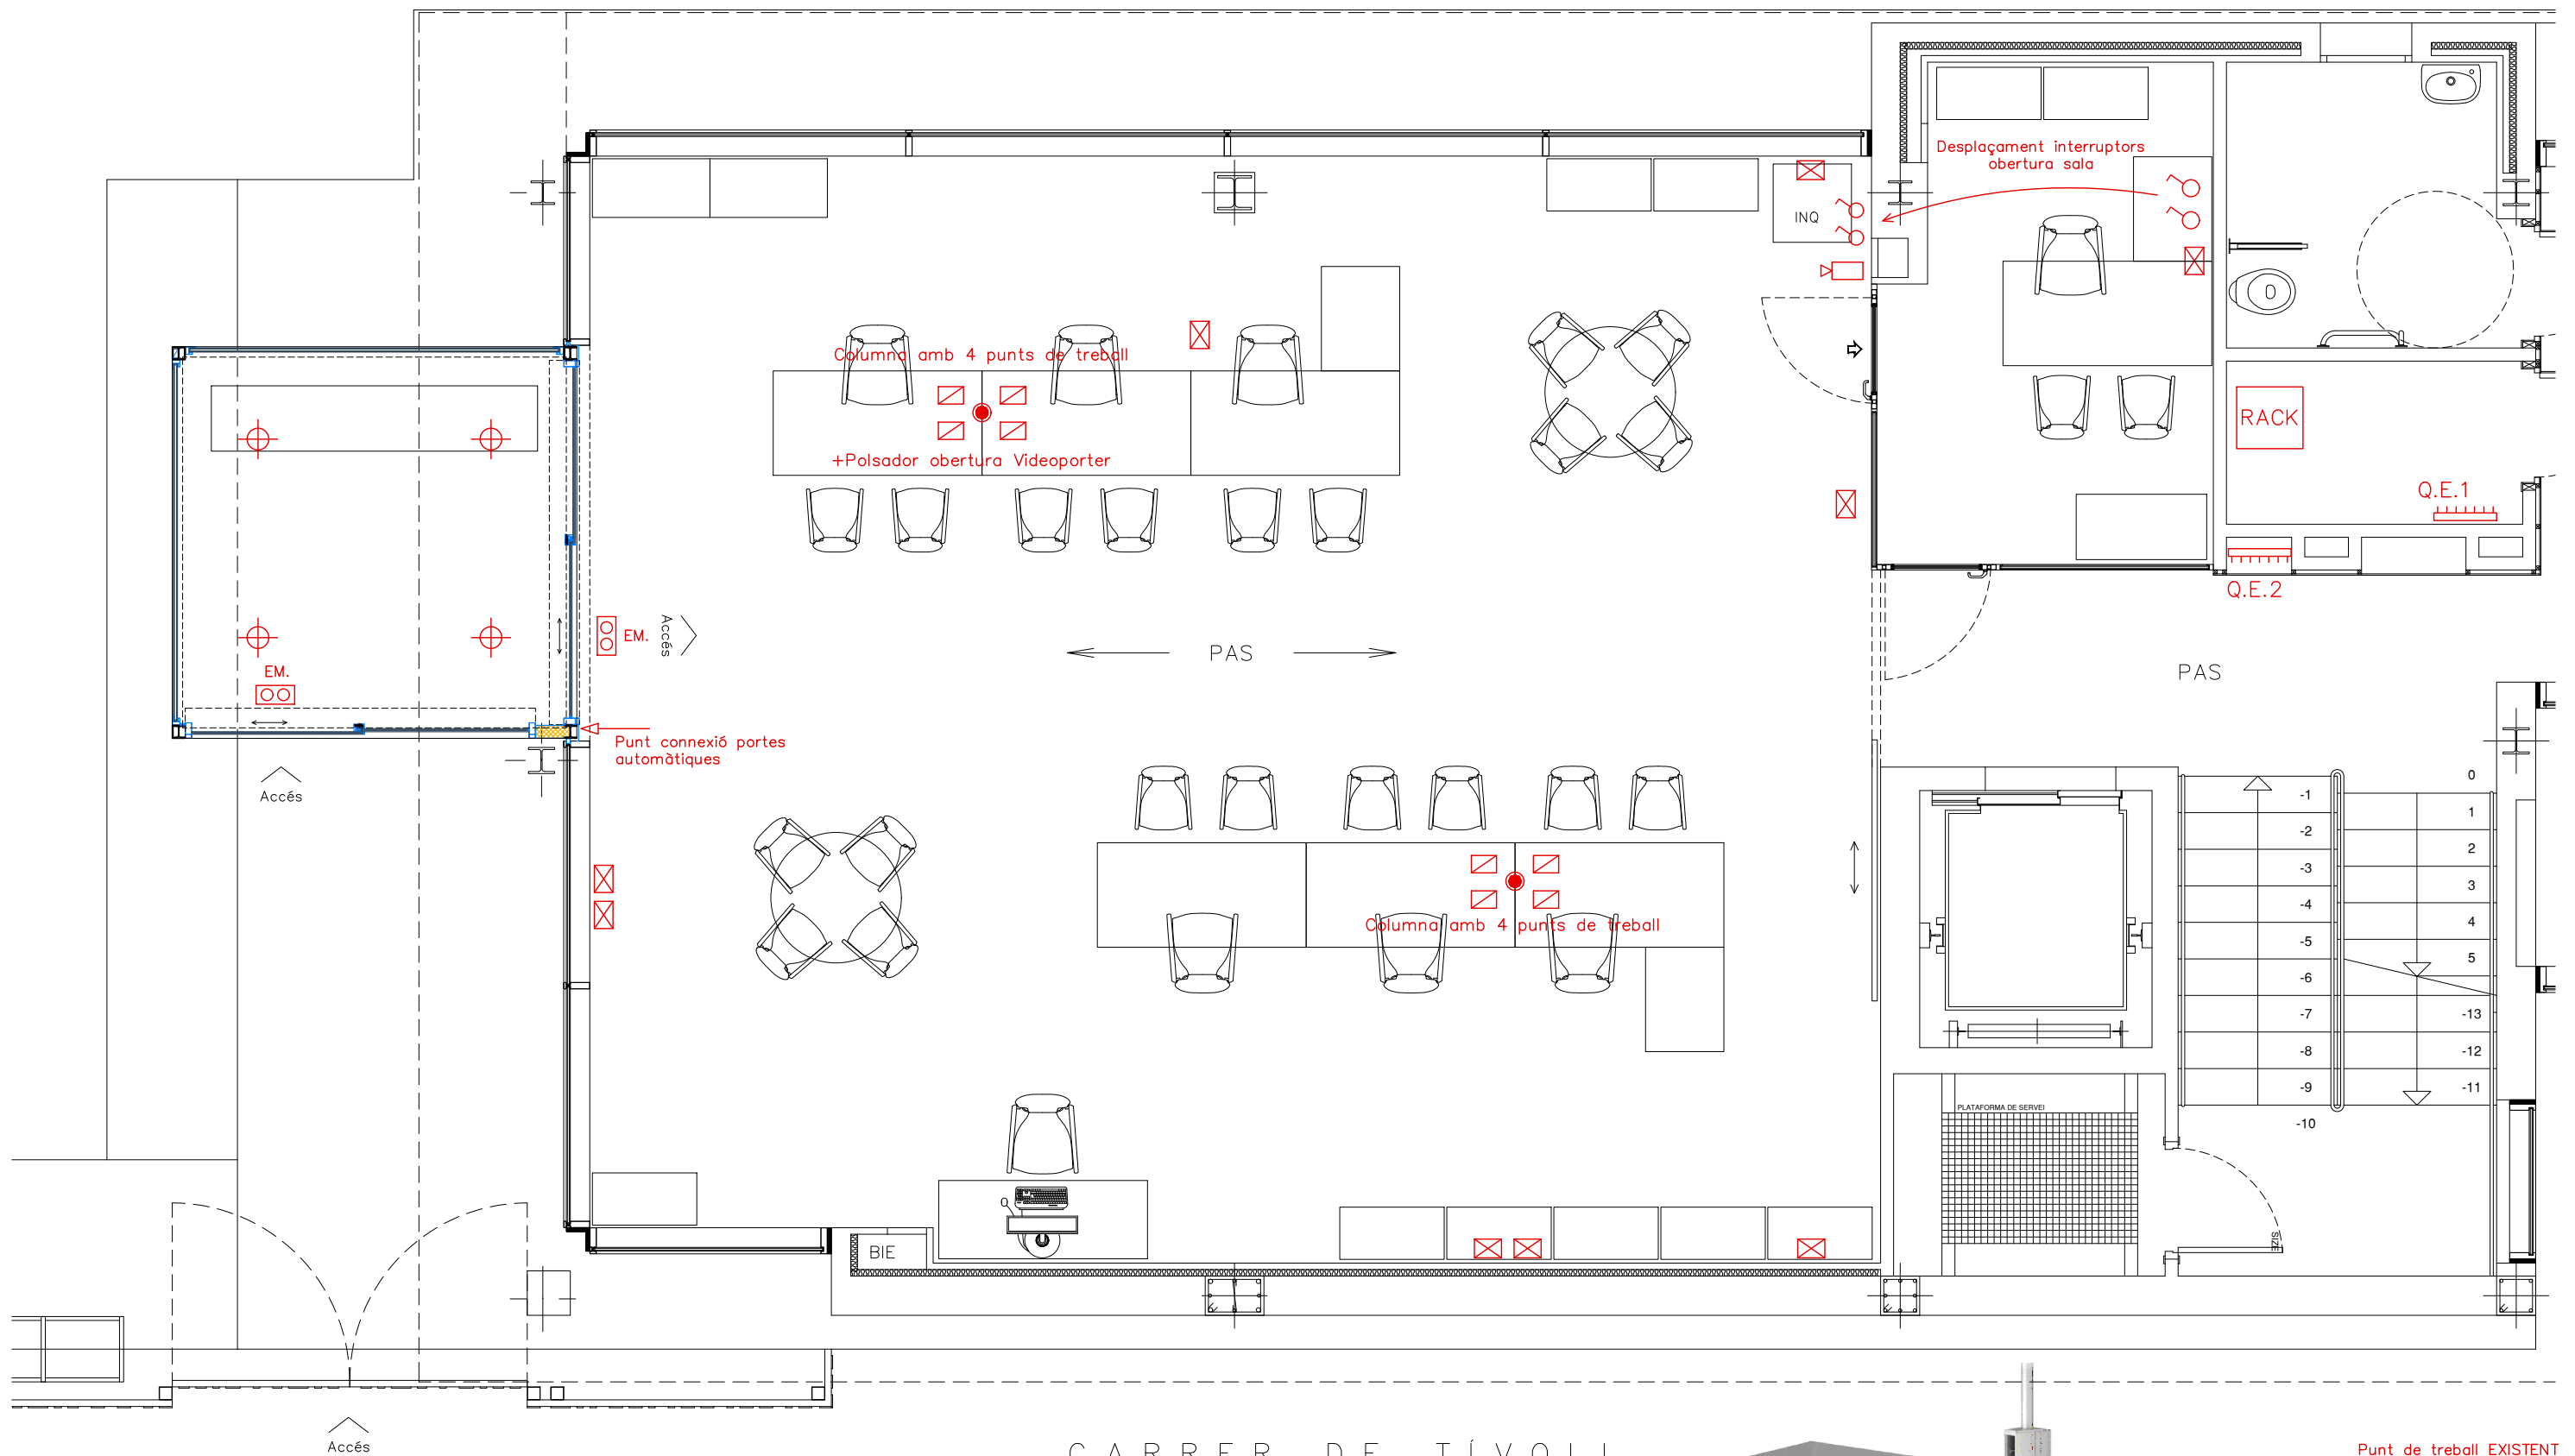 Desplaçament interruptors
obertura sala
INQ
Columna amb 4 punts de treball
+Polsador obertura Videoporter
RACK
Q.E.1
Q.E.2
EM.
Accés
PAS
PAS
EM.
Punt connexió portes
automàtiques
Accés
0
-1
1
-2
2
-3
3
-4
4
-5
5
-6
-7
-13
-8
-12
-9
-11
-10
Columna amb 4 punts de treball
PLATAFORMA DE SERVEI
SIZE
BIE
Accés
CARRER DE TÍVOLI
Punt de treball EXISTENT